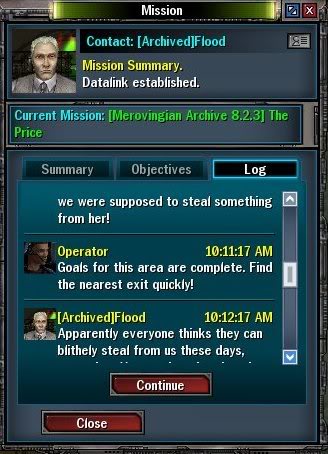 Mission
Contact: [Archived]Flood
Mission Summary.
Datalink established.
Current Mission: [Merovingian Archive 8.2.3] The
Price
Summary
Objectives
Log
we were supposed to steal something
from her!
Operator 10:11:17 AM
Goals for this area are complete. Find
the nearest exit quickly!
[Archived]Flood 10:12:17 AM
Apparently everyone thinks they can
blithely steal from us these days,
Continue
Close